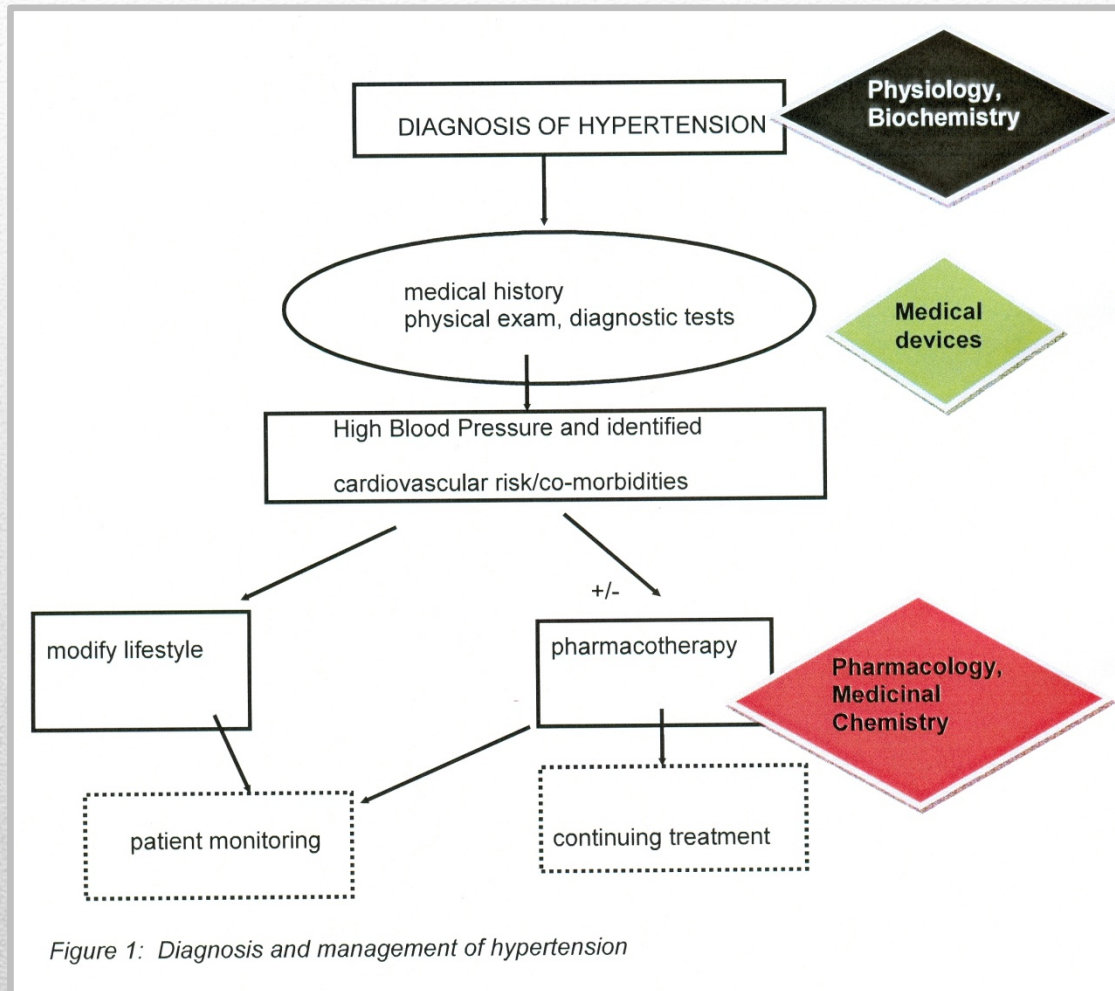 DIAGNOSIS OF HYPERTENSION
Physiology,
Biochemistry
medical history
physical exam, diagnostic tests
Medical
devices
High Blood Pressure and identified
cardiovascular risk/co-morbidities
+/-
modify lifestyle
pharmacotherapy
Pharmacology,
Medicinal
Chemistry
patient monitoring
continuing treatment
Figure 1: Diagnosis and management of hypertension